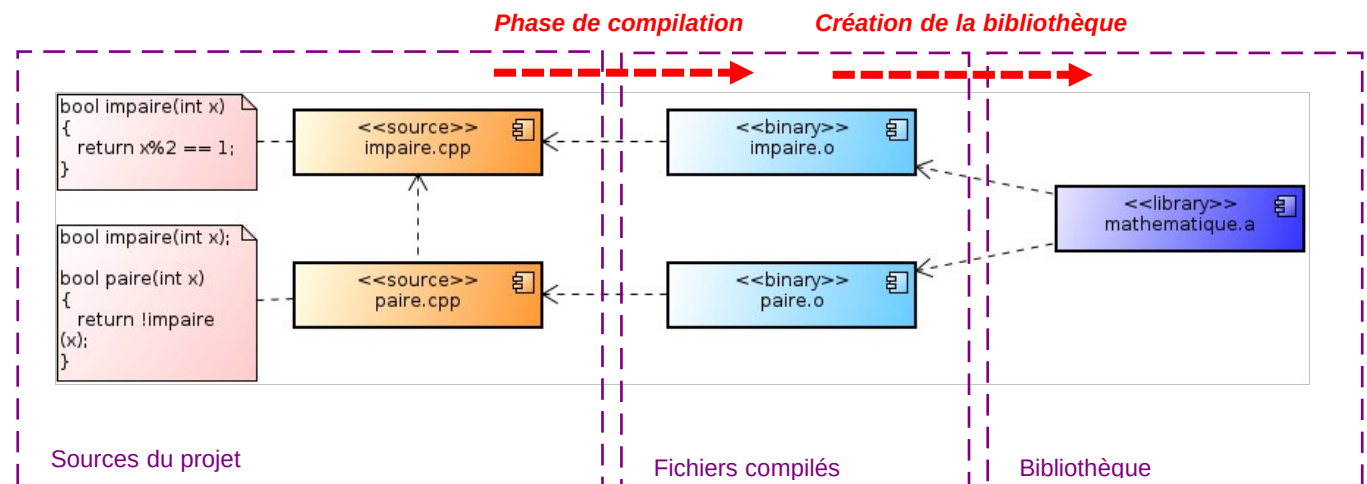 Phase de compilation
Création de la bibliothèque
bool impaire(int x)
{
return x%2 == 1;
}
<<source>>
impaire.cpp
<<binary>>
impaire.o
<<library>>
mathematique.a
bool impaire(int x);
bool paire(int x)
{
return !impaire
(x);
}
<<source>>
paire.cpp
<<binary>>
paire.o
Sources du projet
Fichiers compilés
Bibliothèque